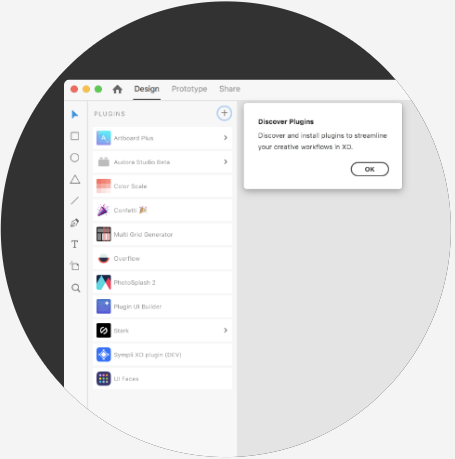 Design Prototype Share
PLUGINS
Discover Plugins
Discover and install plugins to streamline
your creative workflows in XD.
OK
Artboard Plus
Audora Studio Beta
Color Scale
Confetti 🎉
Multi Grid Generator
Overflow
PhotoSplash 2
Plugin UI Builder
Stark
Sympli XD plugin (DEV)
UI Faces